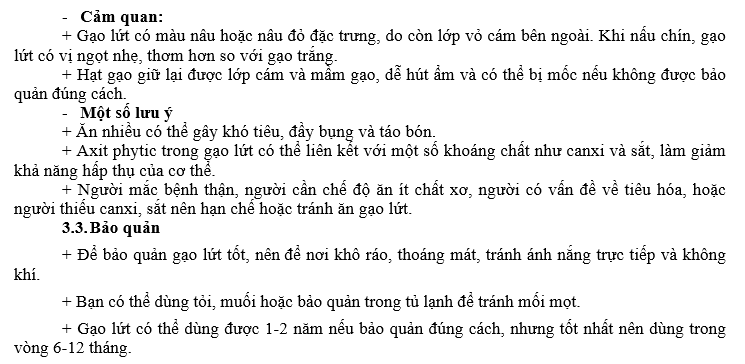 - Cảm quan:
+ Gạo lứt có màu nâu hoặc nâu đỏ đặc trưng, do còn lớp vỏ cám bên ngoài. Khi nấu chín, gạo
lứt có vị ngọt nhẹ, thơm hơn so với gạo trắng.
+ Hạt gạo giữ lại được lớp cám và mầm gạo, dễ hút ẩm và có thể bị mốc nếu không được bảo
quản đúng cách.
- Một số lưu ý
+ Ăn nhiều có thể gây khó tiêu, đầy bụng và táo bón.
+ Axit phytic trong gạo lứt có thể liên kết với một số khoáng chất như canxi và sắt, làm giảm
khả năng hấp thụ của cơ thể.
+ Người mắc bệnh thận, người cần chế độ ăn ít chất xơ, người có vấn đề về tiêu hóa, hoặc
người thiếu canxi, sắt nên hạn chế hoặc tránh ăn gạo lứt.
3.3. Bảo quản
+ Để bảo quản gạo lứt tốt, nên để nơi khô ráo, thoáng mát, tránh ánh nắng trực tiếp và không
khí.
+ Bạn có thể dùng tỏi, muối hoặc bảo quản trong tủ lạnh để tránh mối mọt.
+ Gạo lứt có thể dùng được 1-2 năm nếu bảo quản đúng cách, nhưng tốt nhất nên dùng trong
vòng 6-12 tháng.